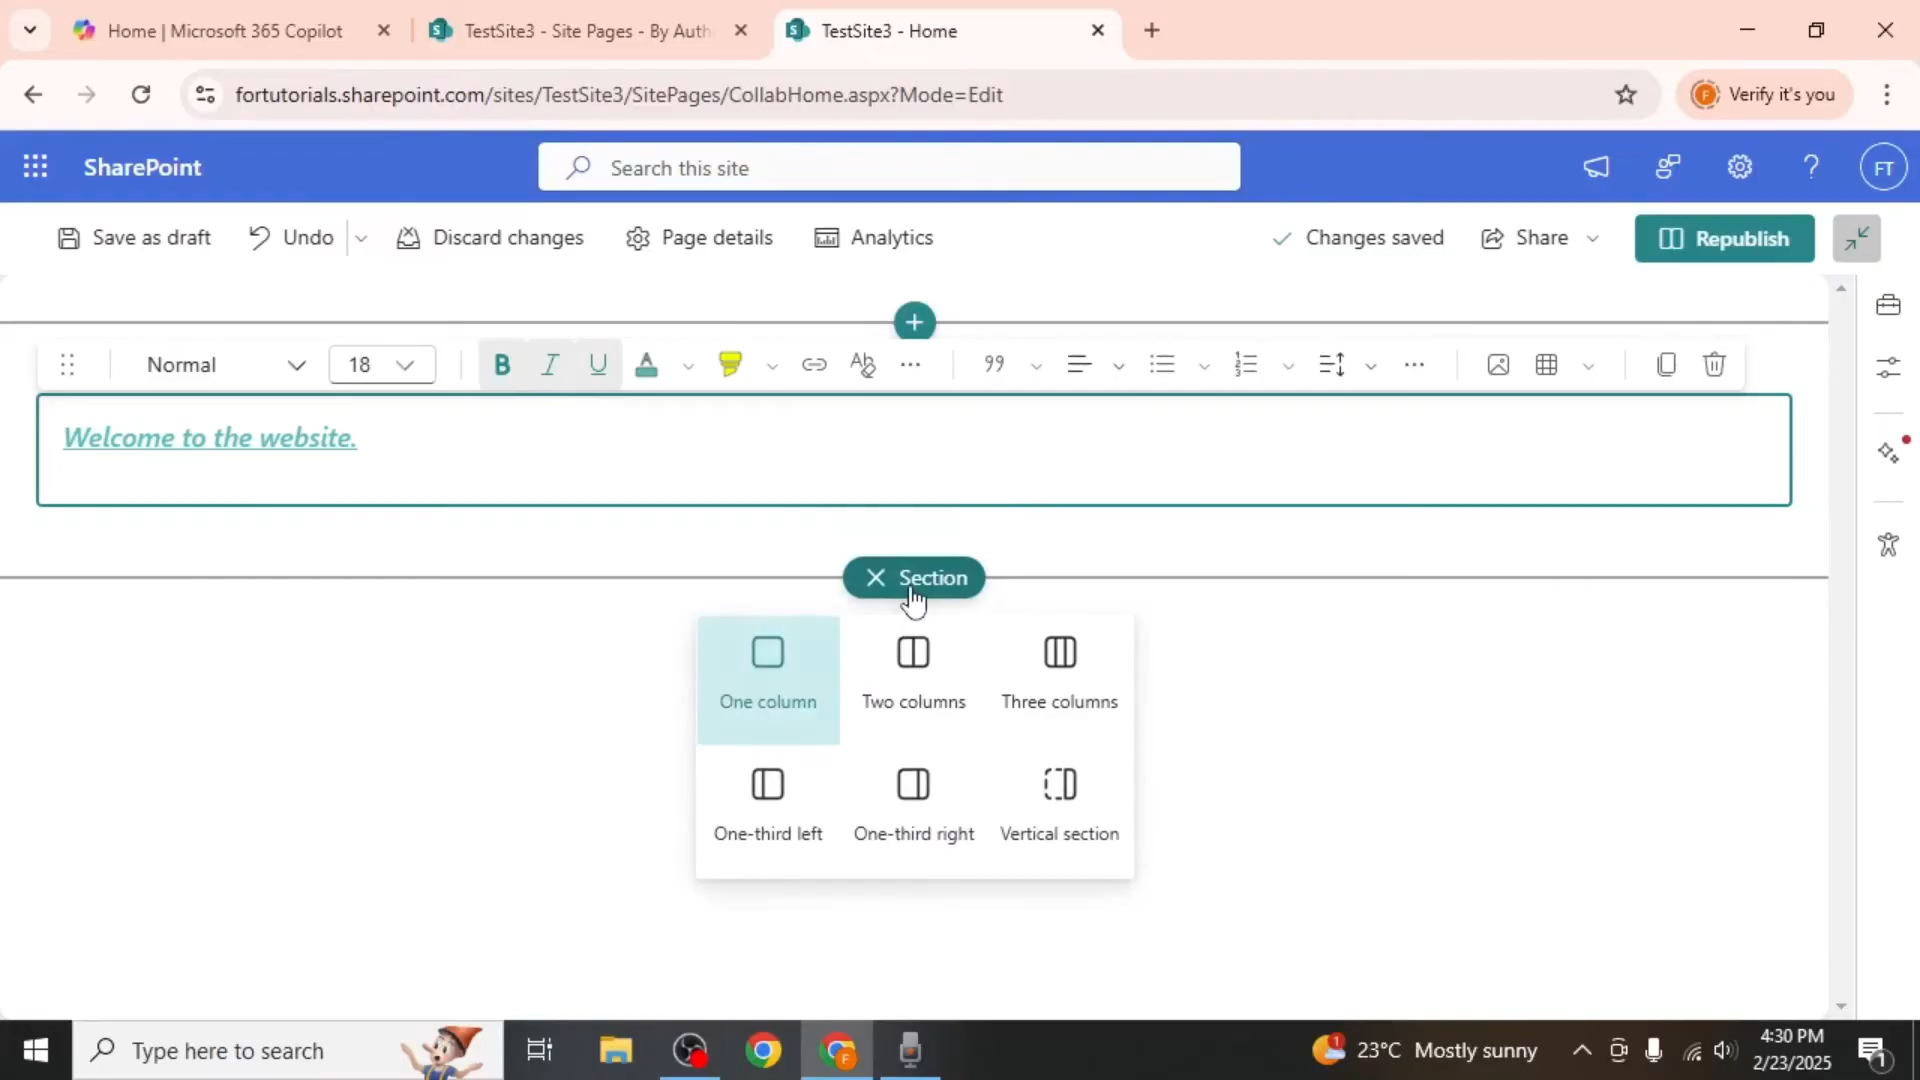 Home | Microsoft 365 Copilot
TestSite3 - Site Pages - By Auth
TestSite3 - Home
fortutorials.sharepoint.com/sites/TestSite3/SitePages/CollabHome.aspx?Mode=Edit
F
Verify it's you
SharePoint
Search this site
FT
Save as draft
Undo
Discard changes
Page details
Analytics
Changes saved
Share
Republish
Normal
18
B I U A
Welcome to the website.
Section
One column
Two columns
Three columns
One-third left
One-third right
Vertical section
Type here to search
1
23°C Mostly sunny
4:30 PM
2/23/2025
1